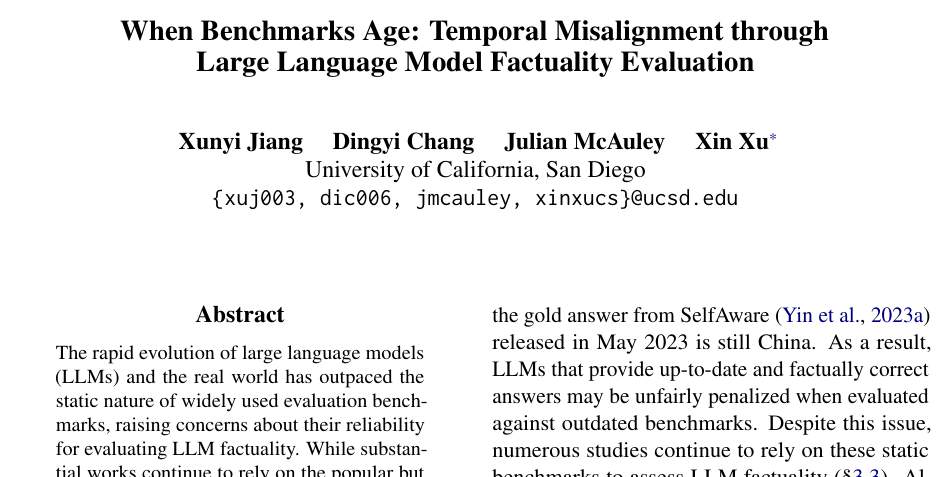 When Benchmarks Age: Temporal Misalignment through
Large Language Model Factuality Evaluation
Xunyi Jiang Dingyi Chang Julian McAuley Xin Xu*
University of California, San Diego
{xuj003, dic006, jmcauley, xinxucs}@ucsd.edu
Abstract
The rapid evolution of large language models
(LLMs) and the real world has outpaced the
static nature of widely used evaluation bench-
marks, raising concerns about their reliability
for evaluating LLM factuality. While substan-
tial works continue to rely on the popular but
the gold answer from SelfAware (Yin et al., 2023a)
released in May 2023 is still China. As a result,
LLMs that provide up-to-date and factually correct
answers may be unfairly penalized when evaluated
against outdated benchmarks. Despite this issue,
numerous studies continue to rely on these static
benchmarks to assess LLM factuality (§3.3). Al-